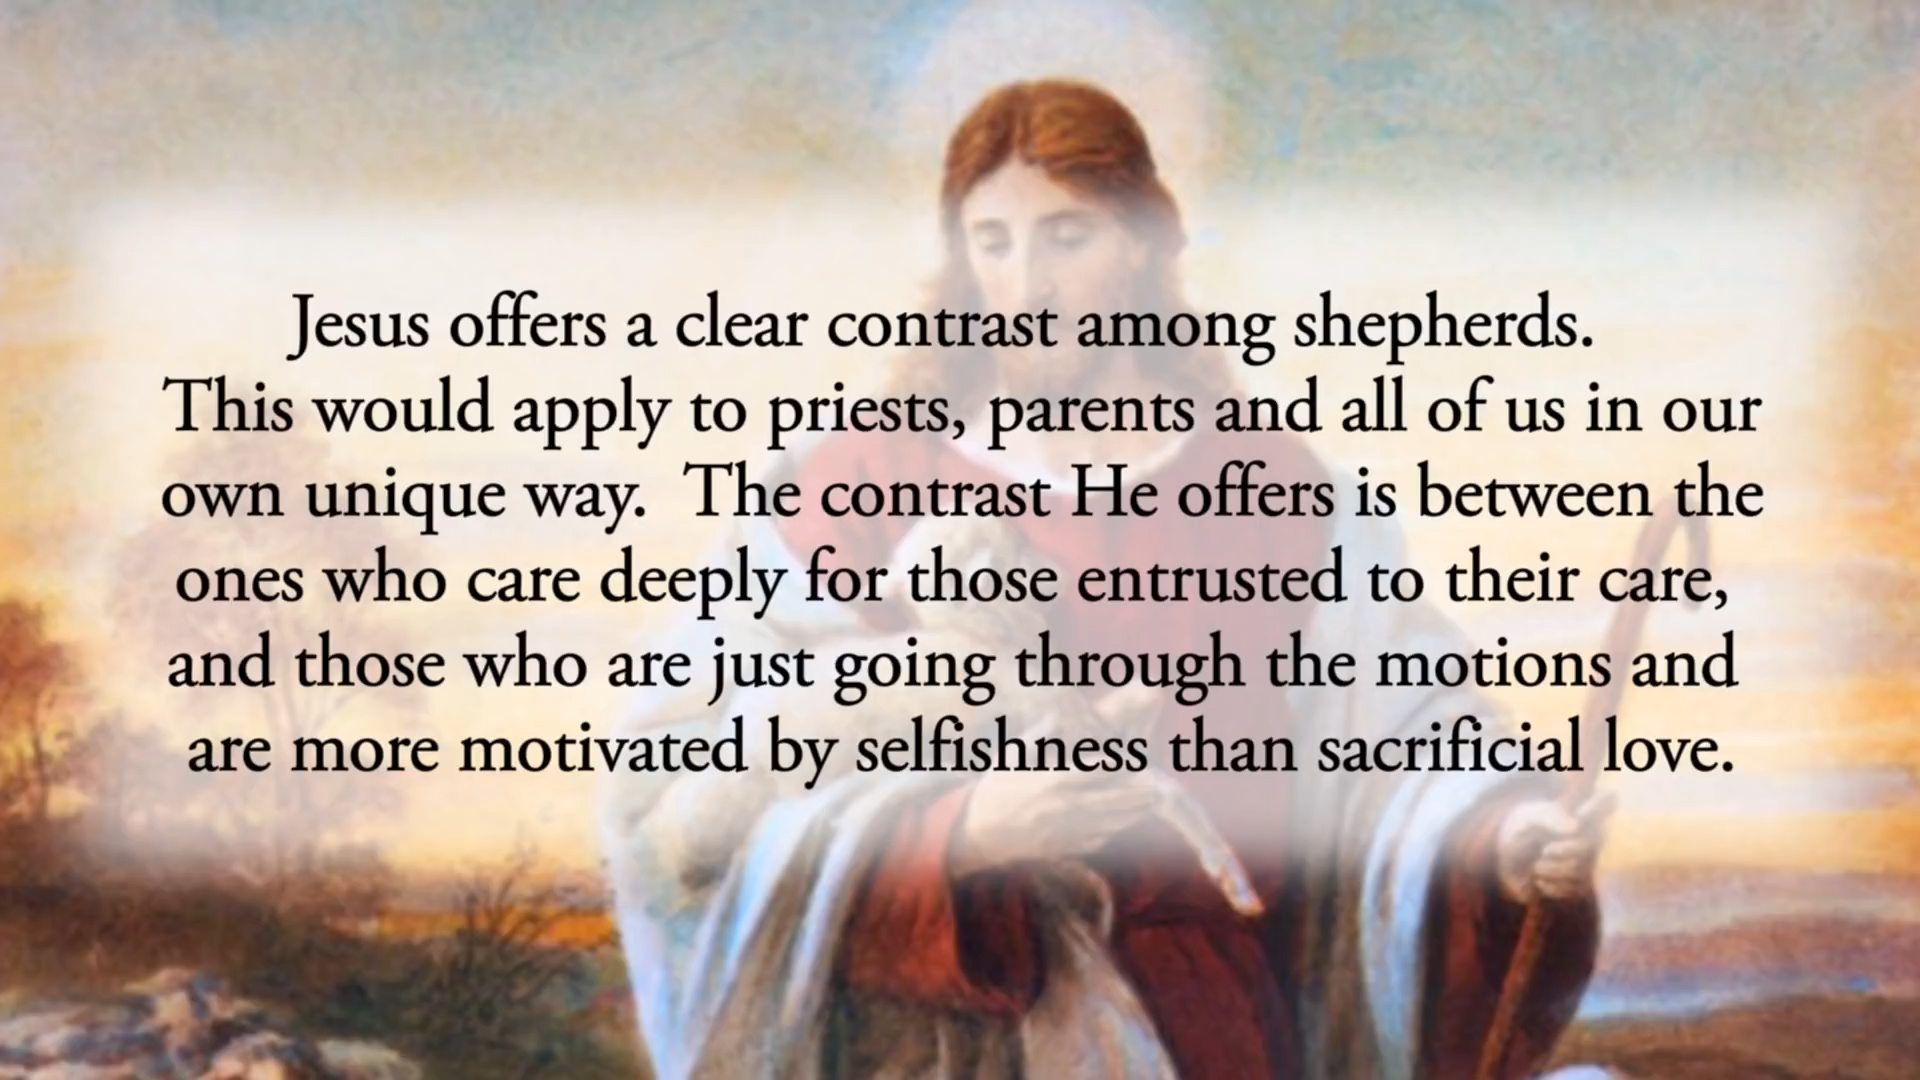 Jesus offers a clear contrast among shepherds.
This would apply to priests, parents and all of us in our
own unique way.  The contrast He offers is between the
ones who care deeply for those entrusted to their care,
and those who are just going through the motions and
are more motivated by selfishness than sacrificial love.